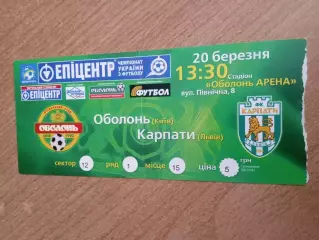 ЕПІЦЕНТР
ЧЕМПІОНАТ
УКРАЇНИ
З ФУТБОЛУ
20 березня
13:30 Стадіон
«Оболонь АРЕНА»
вул. Північна, 8
ЕПІЦЕНТР
ФУТБОЛ
Оболонь (Київ)
Карпати (Львів)
ОБОЛОНЬ
КАРПАТИ
сектор 12 ряд 1 місце 15 ціна 5 грн